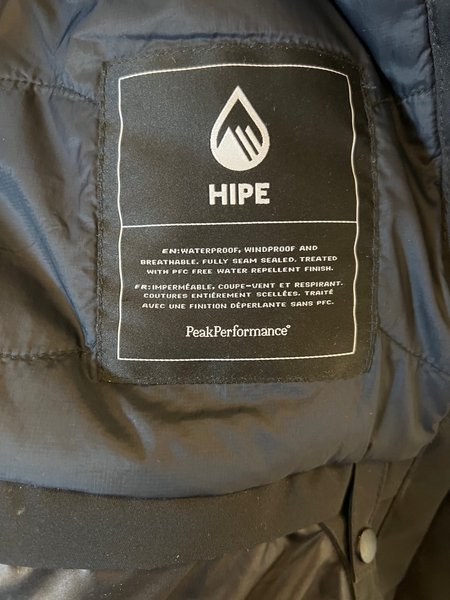 HIPE
EN:WATERPROOF, WINDPROOF AND
BREATHABLE. FULLY SEAM SEALED. TREATED
WITH PFC FREE WATER REPELLENT FINISH.
FR:IMPERMÉABLE, COUPE-VENT ET RESPIRANT.
COUTURES ENTIÈREMENT SCELLÉES. TRAITÉ
AVEC UNE FINITION DÉPERLANTE SANS PFC.
PeakPerformance®